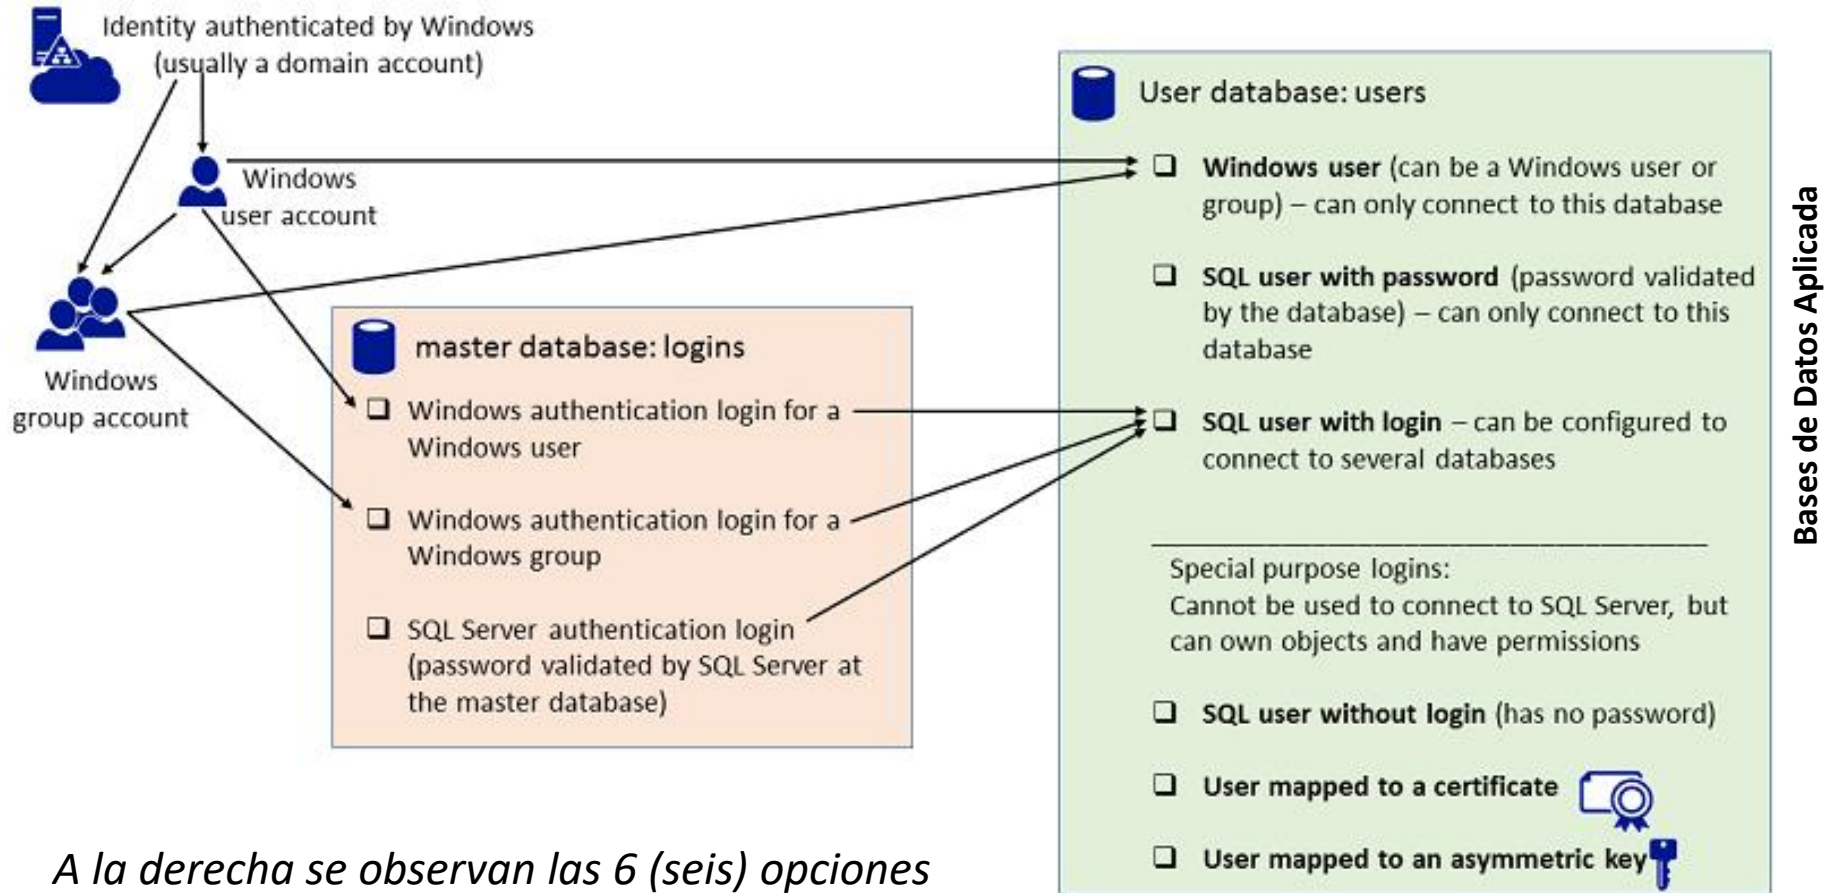 Identity authenticated by Windows
(usually a domain account)
Windows
user account
Windows
group account
master database: logins
❑ Windows authentication login for a
Windows user
❑ Windows authentication login for a
Windows group
❑ SQL Server authentication login
(password validated by SQL Server at
the master database)
User database: users
❑ Windows user (can be a Windows user or
group) – can only connect to this database
❑ SQL user with password (password validated
by the database) – can only connect to this
database
❑ SQL user with login – can be configured to
connect to several databases
Special purpose logins:
Cannot be used to connect to SQL Server, but
can own objects and have permissions
❑ SQL user without login (has no password)
❑ User mapped to a certificate
❑ User mapped to an asymmetric key
Bases de Datos Aplicada
A la derecha se observan las 6 (seis) opciones